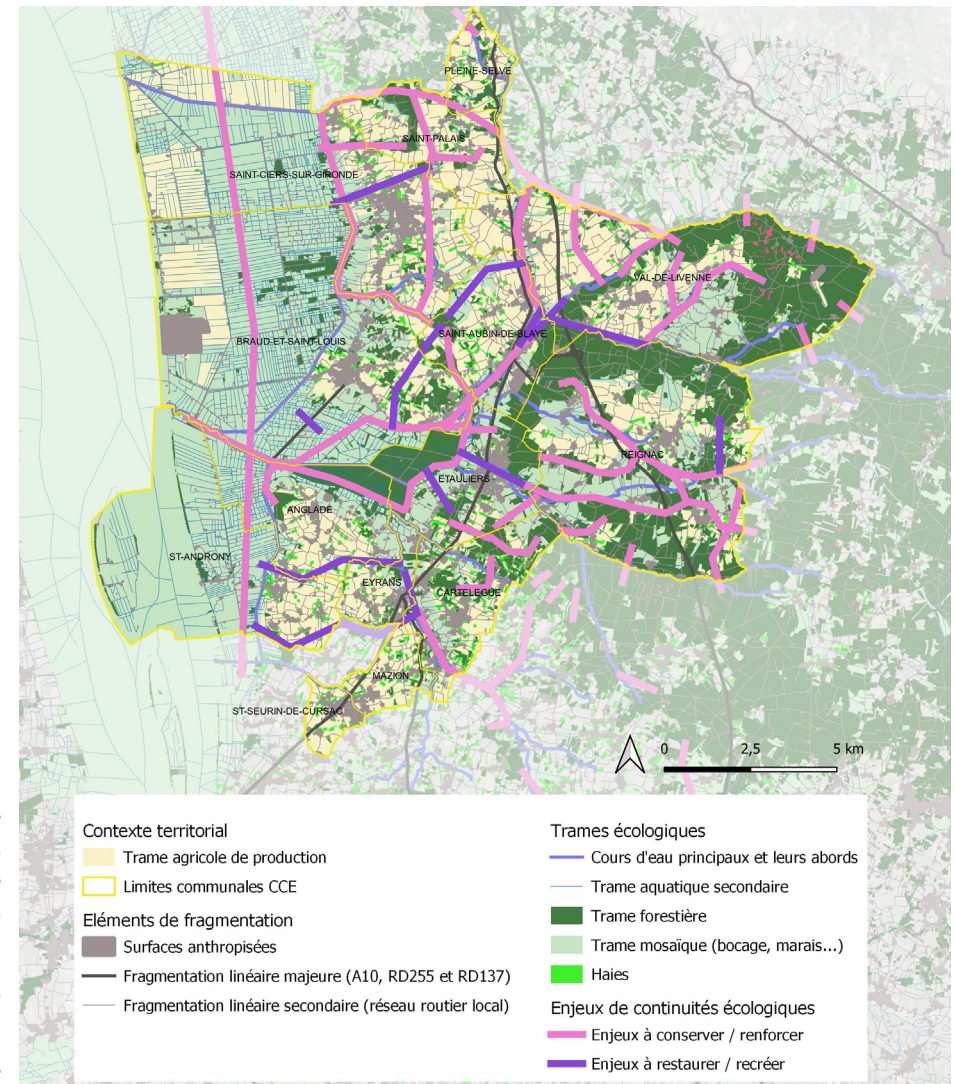 PLEINE-SELVE
SAINT-PALAIS
SAINT-CIERS-SUR-GIRONDE
VAL-DE-LIVENNE
SAINT-AUBIN-DE-BLAYE
BRAUD-ET-SAINT-LOUIS
REIGNAC
ETAULIERS
ANGLADE
ST-ANDRONY
EYRANS
CARTELEGUE
MAZION
ST-SEURIN-DE-CURSAC
0 2,5 5 km
Contexte territorial
Trame agricole de production
Limites communales CCE
Eléments de fragmentation
Surfaces anthropisées
Fragmentation linéaire majeure (A10, RD255 et RD137)
Fragmentation linéaire secondaire (réseau routier local)
Trames écologiques
Cours d'eau principaux et leurs abords
Trame aquatique secondaire
Trame forestière
Trame mosaïque (bocage, marais...)
Haies
Enjeux de continuités écologiques
Enjeux à conserver / renforcer
Enjeux à restaurer / recréer